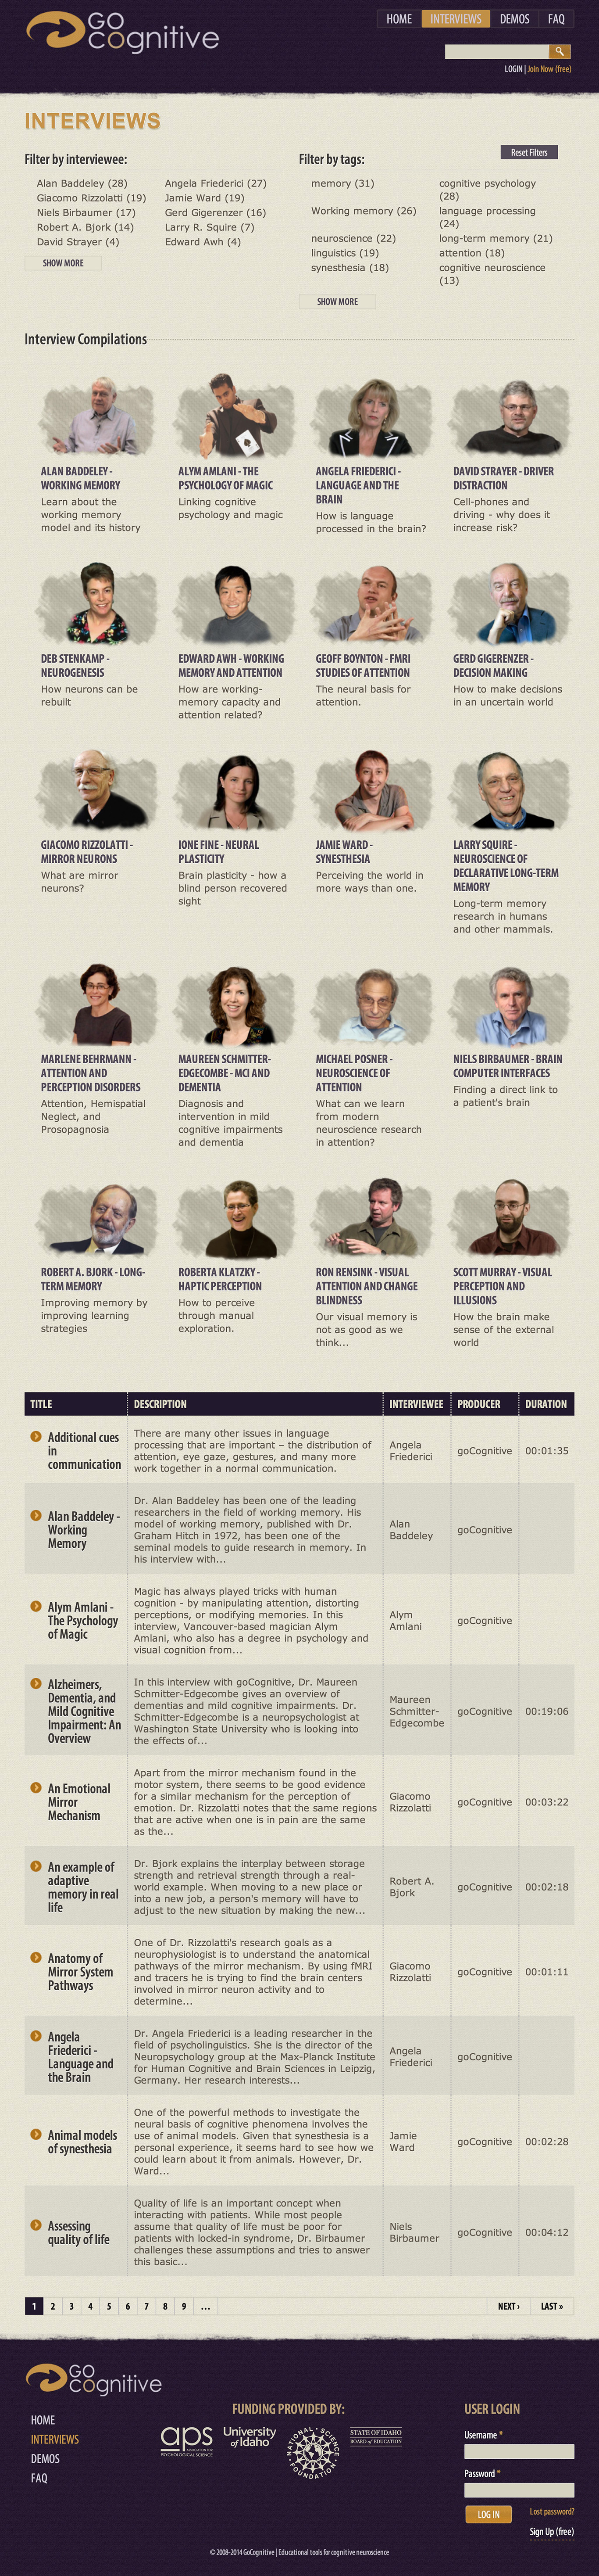 GO
COgnitive
HOME
INTERVIEWS
DEMOS
FAQ
LOGIN | Join Now (free)
INTERVIEWS
Reset Filters
Filter by interviewee:
Alan Baddeley (28)
Angela Friederici (27)
Giacomo Rizzolatti (19)
Jamie Ward (19)
Niels Birbaumer (17)
Gerd Gigerenzer (16)
Robert A. Bjork (14)
Larry R. Squire (7)
David Strayer (4)
Edward Awh (4)
SHOW MORE
Filter by tags:
memory (31)
cognitive psychology
(28)
Working memory (26)
language processing
(24)
neuroscience (22)
long-term memory (21)
linguistics (19)
attention (18)
synesthesia (18)
cognitive neuroscience
(13)
SHOW MORE
Interview Compilations
ALAN BADDELEY -
WORKING MEMORY
Learn about the
working memory
model and its history
ALYM AMLANI - THE
PSYCHOLOGY OF MAGIC
Linking cognitive
psychology and magic
ANGELA FRIEDERICI -
LANGUAGE AND THE
BRAIN
How is language
processed in the brain?
DAVID STRAYER - DRIVER
DISTRACTION
Cell-phones and
driving - why does it
increase risk?
DEB STENKAMP -
NEUROGENESIS
How neurons can be
rebuilt
EDWARD AWH - WORKING
MEMORY AND ATTENTION
How are working-
memory capacity and
attention related?
GEOFF BOYNTON - FMRI
STUDIES OF ATTENTION
The neural basis for
attention.
GERD GIGERENZER -
DECISION MAKING
How to make decisions
in an uncertain world
GIACOMO RIZZOLATTI -
MIRROR NEURONS
What are mirror
neurons?
IONE FINE - NEURAL
PLASTICITY
Brain plasticity - how a
blind person recovered
sight
JAMIE WARD -
SYNESTHESIA
Perceiving the world in
more ways than one.
LARRY SQUIRE -
NEUROSCIENCE OF
DECLARATIVE LONG-TERM
MEMORY
Long-term memory
research in humans
and other mammals.
MARLENE BEHRMANN -
ATTENTION AND
PERCEPTION DISORDERS
Attention, Hemispatial
Neglect, and
Prosopagnosia
MAUREEN SCHMITTER-
EDGECOMBE - MCI AND
DEMENTIA
Diagnosis and
intervention in mild
cognitive impairments
and dementia
MICHAEL POSNER -
NEUROSCIENCE OF
ATTENTION
What can we learn
from modern
neuroscience research
in attention?
NIELS BIRBAUMER - BRAIN
COMPUTER INTERFACES
Finding a direct link to
a patient's brain
ROBERT A. BJORK - LONG-
TERM MEMORY
Improving memory by
improving learning
strategies
ROBERTA KLATZKY -
HAPTIC PERCEPTION
How to perceive
through manual
exploration.
RON RENSINK - VISUAL
ATTENTION AND CHANGE
BLINDNESS
Our visual memory is
not as good as we
think...
SCOTT MURRAY - VISUAL
PERCEPTION AND
ILLUSIONS
How the brain make
sense of the external
world
TITLE
DESCRIPTION
INTERVIEWEE
PRODUCER
DURATION
Additional cues
in
communication
There are many other issues in language
processing that are important – the distribution of
attention, eye gaze, gestures, and many more
work together in a normal communication.
Angela
Friederici
goCognitive
00:01:35
Alan Baddeley -
Working
Memory
Dr. Alan Baddeley has been one of the leading
researchers in the field of working memory. His
model of working memory, published with Dr.
Graham Hitch in 1972, has been one of the
seminal models to guide research in memory. In
his interview with...
Alan
Baddeley
goCognitive
Alym Amlani -
The Psychology
of Magic
Magic has always played tricks with human
cognition - by manipulating attention, distorting
perceptions, or modifying memories. In this
interview, Vancouver-based magician Alym
Amlani, who also has a degree in psychology and
visual cognition from...
Alym
Amlani
goCognitive
Alzheimers,
Dementia, and
Mild Cognitive
Impairment: An
Overview
In this interview with goCognitive, Dr. Maureen
Schmitter-Edgecombe gives an overview of
dementias and mild cognitive impairments. Dr.
Schmitter-Edgecombe is a neuropsychologist at
Washington State University who is looking into
the effects of...
Maureen
Schmitter-
Edgecombe
goCognitive
00:19:06
An Emotional
Mirror
Mechanism
Apart from the mirror mechanism found in the
motor system, there seems to be good evidence
for a similar mechanism for the perception of
emotion. Dr. Rizzolatti notes that the same regions
that are active when one is in pain are the same
as the...
Giacomo
Rizzolatti
goCognitive
00:03:22
An example of
adaptive
memory in real
life
Dr. Bjork explains the interplay between storage
strength and retrieval strength through a real-
world example. When moving to a new place or
into a new job, a person's memory will have to
adjust to the new situation by making the new...
Robert A.
Bjork
goCognitive
00:02:18
Anatomy of
Mirror System
Pathways
One of Dr. Rizzolatti's research goals as a
neurophysiologist is to understand the anatomical
pathways of the mirror mechanism. By using fMRI
and tracers he is trying to find the brain centers
involved in mirror neuron activity and to
determine...
Giacomo
Rizzolatti
goCognitive
00:01:11
Angela
Friederici -
Language and
the Brain
Dr. Angela Friederici is a leading researcher in the
field of psycholinguistics. She is the director of the
Neuropsychology group at the Max-Planck Institute
for Human Cognitive and Brain Sciences in Leipzig,
Germany. Her research interests...
Angela
Friederici
goCognitive
Animal models
of synesthesia
One of the powerful methods to investigate the
neural basis of cognitive phenomena involves the
use of animal models. Given that synesthesia is a
personal experience, it seems hard to see how we
could learn about it from animals. However, Dr.
Ward...
Jamie
Ward
goCognitive
00:02:28
Assessing
quality of life
Quality of life is an important concept when
interacting with patients. While most people
assume that quality of life must be poor for
patients with locked-in syndrome, Dr. Birbaumer
challenges these assumptions and tries to answer
this basic...
Niels
Birbaumer
goCognitive
00:04:12
1 2 3 4 5 6 7 8 9 ... NEXT › LAST »
GO
COgnitive
HOME
INTERVIEWS
DEMOS
FAQ
FUNDING PROVIDED BY:
aps
ASSOCIATION FOR
PSYCHOLOGICAL SCIENCE
University
of Idaho
NATIONAL SCIENCE FOUNDATION
STATE OF IDAHO
BOARD of EDUCATION
USER LOGIN
Username *
Password *
LOG IN
Lost password?
Sign Up (free)
© 2008-2014 GoCognitive | Educational tools for cognitive neuroscience